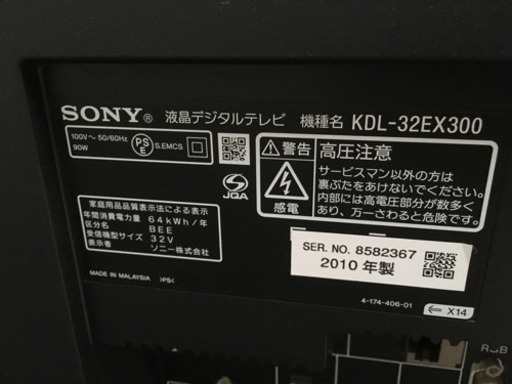 SONY® 液晶デジタルテレビ 機種名 KDL-32EX300
100V～ 50/60Hz
90W
PS
E
S.EMCS
警告 高圧注意
サービスマン以外の方は
裏ぶたをあけないでください。
内部には高電圧部分が数多く
あり、万一さわると危険です。
感電
JQA
家庭用品品質表示法による表示
年間消費電力量 64kWh/年
区分名 BEE
受信機型サイズ 32V
表示者 ソニー株式会社
SER. NO. 8582367
2010 年製
MADE IN MALAYSIA >PS<
4-174-406-01
X14
RGB